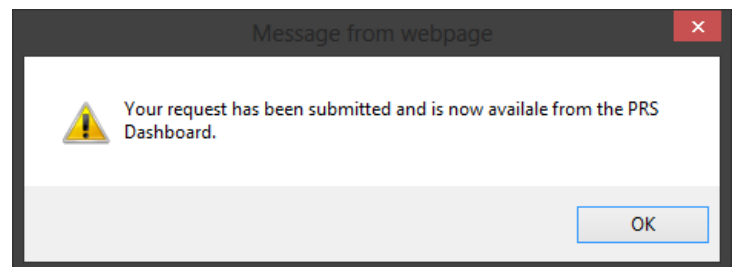 Message from webpage
Your request has been submitted and is now availale from the PRS
Dashboard.
OK